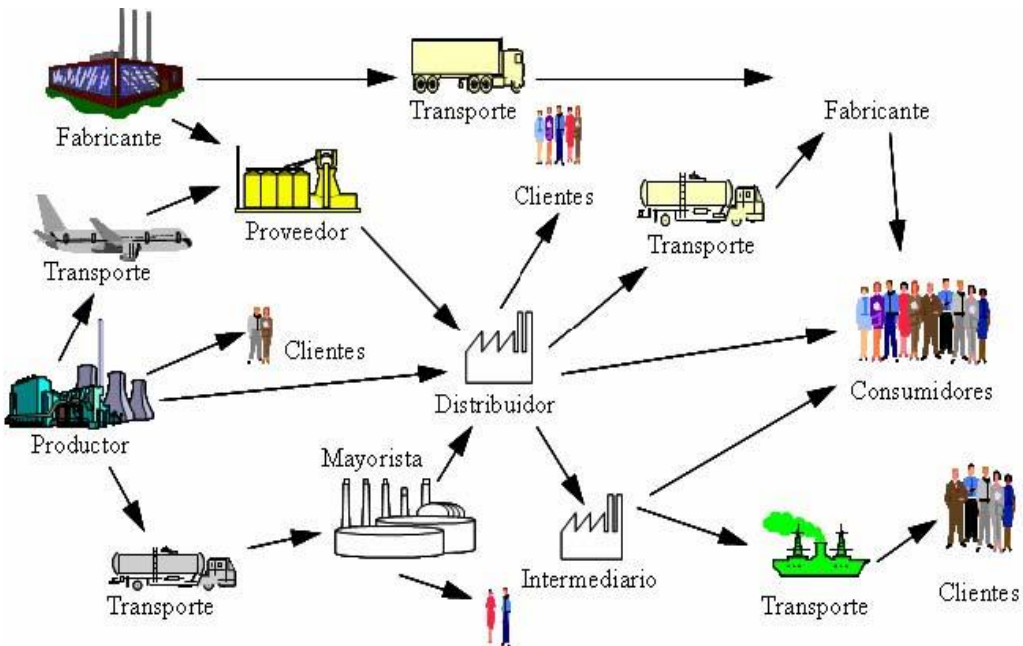 Transporte
Fabricante
Fabricante
Clientes
Proveedor
Transporte
Transporte
Clientes
Consumidores
Distribuidor
Productor
Mayorista
Intermediario
Transporte
Transporte
Clientes